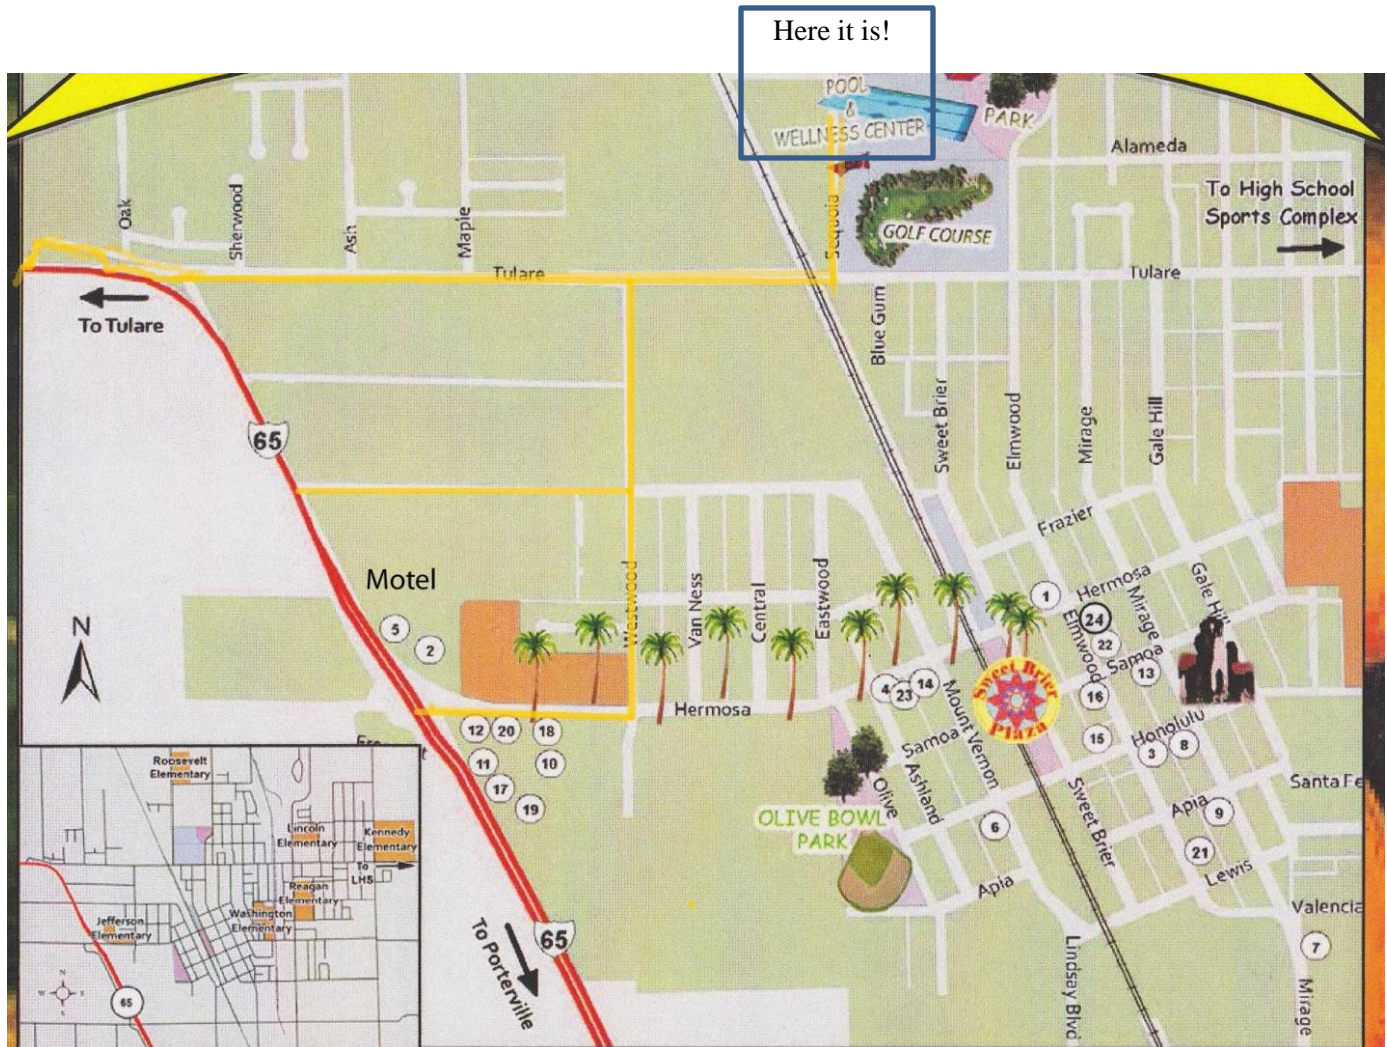 Here it is!
POOL
&
WELLNESS CENTER
PARK
Alameda
To High School
Sports Complex
Oak
Sherwood
Ash
Maple
Sequoia
GOLF COURSE
Tulare
Tulare
To Tulare
Blue Gum
Sweet Brier
Elmwood
Mirage
Gale Hill
65
Frazier
Motel
N
5
2
Westwood
Van Ness
Central
Eastwood
1
Hermosa
24
22
Elmwood
Mirage
Samoa
13
Gale Hill
16
15
Honolulu
3
8
4
23
14
Sweet Brier
Plaza
Hermosa
Mount Vernon
Samoa
Ashland
Olive
12
20
18
11
10
17
19
OLIVE BOWL
PARK
6
Apia
Sweet Brier
Apia
9
21
Lewis
Santa Fe
Valencia
7
Mirage
Lindsay Blvd
65
To Porterville
Roosevelt
Elementary
Lincoln
Elementary
Kennedy
Elementary
To
LHS
Reagan
Elementary
Washington
Elementary
Jefferson
Elementary
N
W
E
65